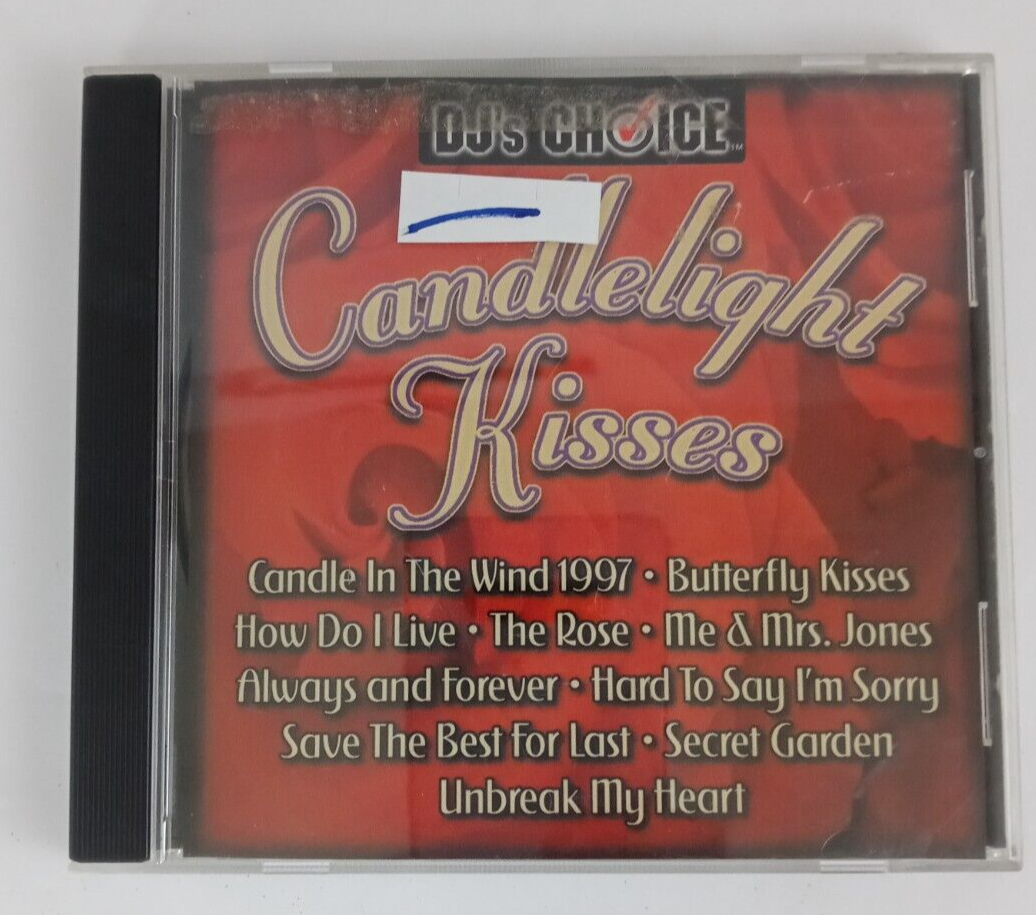 DJ's CHOICE™
Candlelight
Kisses
Candle In The Wind 1997 • Butterfly Kisses
How Do I Live • The Rose • Me & Mrs. Jones
Always and Forever • Hard To Say I'm Sorry
Save The Best For Last • Secret Garden
Unbreak My Heart